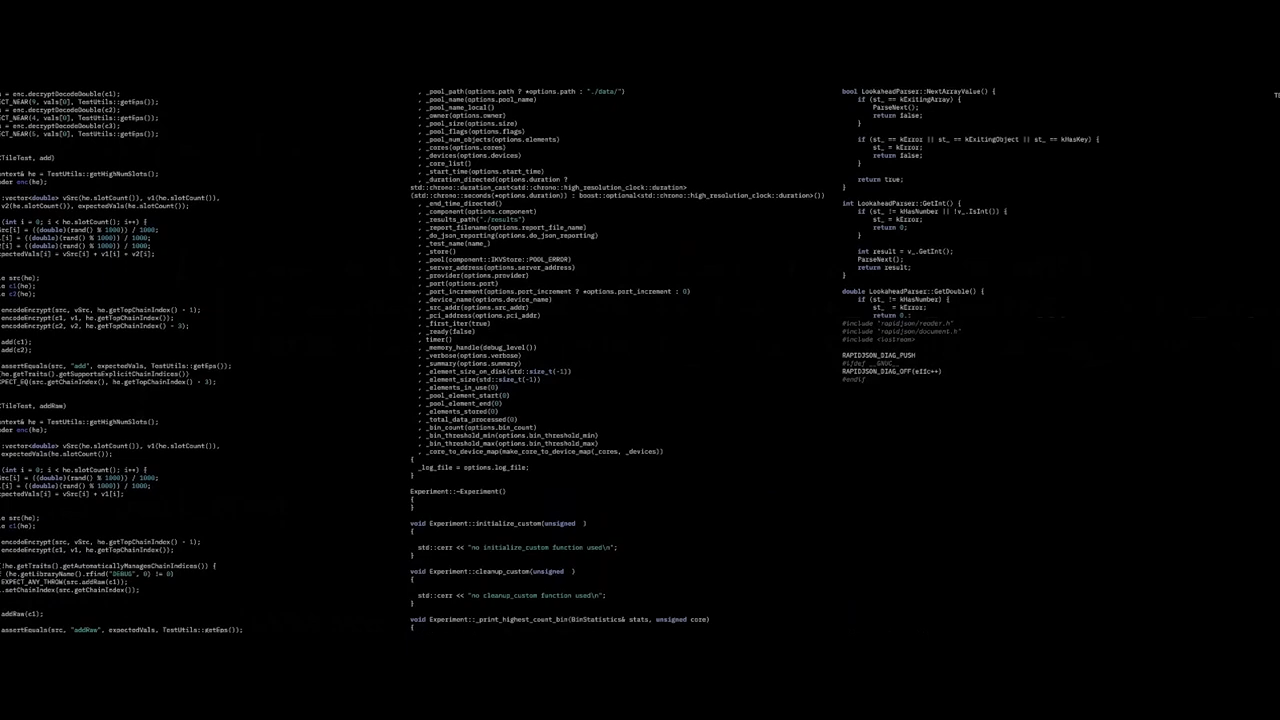 s = enc.decryptDecodeDouble(c1);
ECT_NEAR(9, vals[0], TestUtils::getEps());
s = enc.decryptDecodeDouble(c2);
ECT_NEAR(4, vals[0], TestUtils::getEps());
s = enc.decryptDecodeDouble(c3);
ECT_NEAR(5, vals[0], TestUtils::getEps());
TileTest, add)
ntext& he = TestUtils::getHighNumSlots();
oder enc(he);
::vector<double> vSrc(he.slotCount()), v1(he.slotCount()),
v2(he.slotCount()), expectedVals(he.slotCount());
(int i = 0; i < he.slotCount(); i++) {
Src[i] = ((double)(rand() % 1000)) / 1000;
[i] = ((double)(rand() % 1000)) / 1000;
[i] = ((double)(rand() % 1000)) / 1000;
xpectedVals[i] = vSrc[i] + v1[i] + v2[i];
le src(he);
le c1(he);
le c2(he);
encodeEncrypt(src, vSrc, he.getTopChainIndex() - 1);
encodeEncrypt(c1, v1, he.getTopChainIndex());
encodeEncrypt(c2, v2, he.getTopChainIndex() - 3);
add(c1);
add(c2);
assertEquals(src, "add", expectedVals, TestUtils::getEps());
(he.getTraits().getSupportsExplicitChainIndices())
XPECT_EQ(src.getChainIndex(), he.getTopChainIndex() - 3);
TileTest, addRaw)
ntext& he = TestUtils::getHighNumSlots();
oder enc(he);
::vector<double> vSrc(he.slotCount()), v1(he.slotCount()),
xpectedVals(he.slotCount());
(int i = 0; i < he.slotCount(); i++) {
Src[i] = ((double)(rand() % 1000)) / 1000;
[i] = ((double)(rand() % 1000)) / 1000;
xpectedVals[i] = vSrc[i] + v1[i];
le src(he);
le c1(he);
encodeEncrypt(src, vSrc, he.getTopChainIndex() - 1);
encodeEncrypt(c1, v1, he.getTopChainIndex());
(!he.getTraits().getAutomaticallyManagesChainIndices()) {
(he.getLibraryName().rfind("DEBUG", 0) != 0)
EXPECT_ANY_THROW(src.addRaw(c1));
.setChainIndex(src.getChainIndex());
addRaw(c1);
assertEquals(src, "addRaw", expectedVals, TestUtils::getEps());
, _pool_path(options.path ? *options.path : "./data/")
, _pool_name(options.pool_name)
, _pool_name_local()
, _owner(options.owner)
, _pool_size(options.size)
, _pool_flags(options.flags)
, _pool_num_objects(options.elements)
, _cores(options.cores)
, _devices(options.devices)
, _core_list()
, _start_time(options.start_time)
, _duration_directed(options.duration ?
std::chrono::duration_cast<std::chrono::high_resolution_clock::duration>
(std::chrono::seconds(*options.duration)) : boost::optional<std::chrono::high_resolution_clock::duration>())
, _end_time_directed()
, _component(options.component)
, _results_path("./results")
, _report_filename(options.report_file_name)
, _do_json_reporting(options.do_json_reporting)
, _test_name(name_)
, _store()
, _pool(component::IKVStore::POOL_ERROR)
, _server_address(options.server_address)
, _provider(options.provider)
, _port(options.port)
, _port_increment(options.port_increment ? *options.port_increment : 0)
, _device_name(options.device_name)
, _src_addr(options.src_addr)
, _pci_address(options.pci_addr)
, _first_iter(true)
, _ready(false)
, timer()
, _memory_handle(debug_level())
, _verbose(options.verbose)
, _summary(options.summary)
, _element_size_on_disk(std::size_t(-1))
, _element_size(std::size_t(-1))
, _elements_in_use(0)
, _pool_element_start(0)
, _pool_element_end(0)
, _elements_stored(0)
, _total_data_processed(0)
, _bin_count(options.bin_count)
, _bin_threshold_min(options.bin_threshold_min)
, _bin_threshold_max(options.bin_threshold_max)
, _core_to_device_map(make_core_to_device_map(_cores, _devices))
{
_log_file = options.log_file;
}
Experiment::~Experiment()
{
}
void Experiment::initialize_custom(unsigned )
{
std::cerr << "no initialize_custom function used\n";
}
void Experiment::cleanup_custom(unsigned )
{
std::cerr << "no cleanup_custom function used\n";
}
void Experiment::_print_highest_count_bin(BinStatistics& stats, unsigned core)
{
bool LookaheadParser::NextArrayValue() {
if (st_ == kExitingArray) {
ParseNext();
return false;
}
if (st_ == kError || st_ == kExitingObject || st_ == kHasKey) {
st_ = kError;
return false;
}
return true;
}
int LookaheadParser::GetInt() {
if (st_ != kHasNumber || !v_.IsInt()) {
st_ = kError;
return 0;
}
int result = v_.GetInt();
ParseNext();
return result;
}
double LookaheadParser::GetDouble() {
if (st_ != kHasNumber) {
st_ = kError;
return 0.;
#include "rapidjson/reader.h"
#include "rapidjson/document.h"
#include <iostream>
RAPIDJSON_DIAG_PUSH
#ifdef __GNUC__
RAPIDJSON_DIAG_OFF(effc++)
#endif